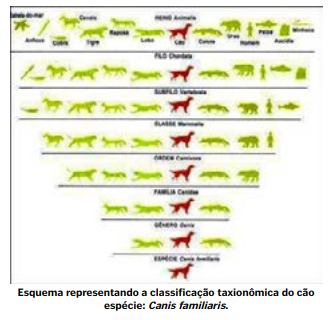 Estrela-do-mar Cavalo REINO Animalia Peixe Minhoca
Anfioxo Cobra Tigre Raposa Lobo Cão Coiote Urso Homem Ascídia
FILO Chordata
SUBFILO Vertebrata
CLASSE Mammalia
ORDEM Carnivora
FAMÍLIA Canidae
GÊNERO Canis
ESPÉCIE Canis familiaris
Esquema representando a classificação taxionômica do cão
espécie: Canis familiaris.